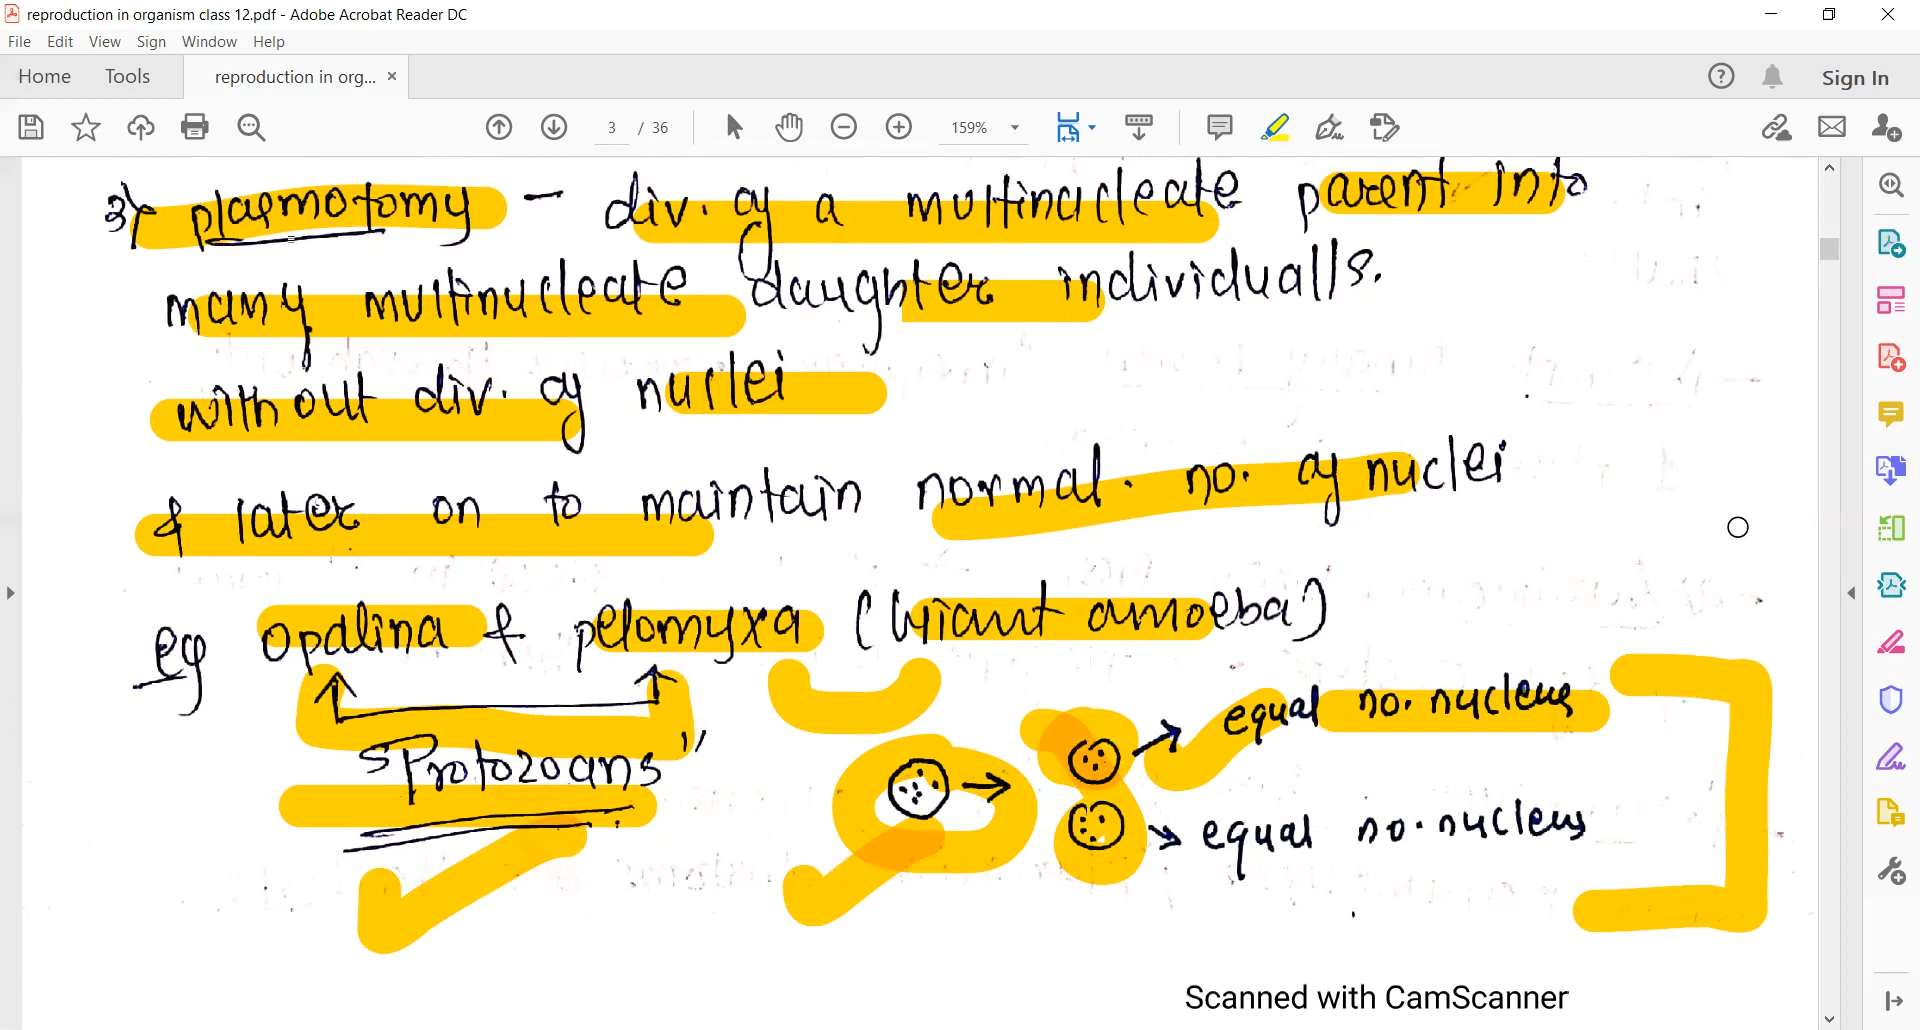 reproduction in organism class 12.pdf - Adobe Acrobat Reader DC
File Edit View Sign Window Help
Home Tools reproduction in org... × Sign In
3 / 36 159%
3) plasmotomy - div. of a multinucleate parent into
many multinucleate daughter individualls.
without div. of nuclei
& later on to maintain normal. no. of nuclei
eg opalina & pelomyxa (Giant amoeba)
"Protozoans"
→ equal no. nucleus
→
→ equal no. nucleus
Scanned with CamScanner